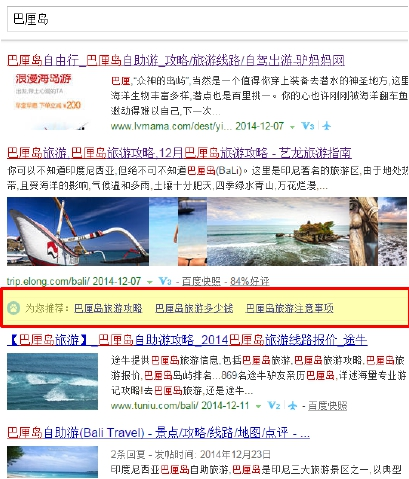 巴厘岛
巴厘岛自由行_巴厘岛自助游_攻略/旅游线路/自驾出游-驴妈妈网
浪漫海岛游
立即减 ¥200
巴厘,“众神的岛屿”,当然是一个值得你穿上装备去潜水的神圣地方,这里
海洋生物丰富多样,潜点也是百里挑一。你的心也许刚刚被海洋翻车鱼
激动得难以自己,下一次...
www.lvmama.com/dest/yi... 2014-12-07 V3
巴厘岛旅游,巴厘岛旅游攻略,12月巴厘岛旅游攻略 - 艺龙旅游指南
你可以不知道印度尼西亚,但绝不可不知道巴厘岛(BaLi)。这里是印尼著名的旅游区,由于地处热
带,且受海洋的影响,气候温和多雨,土壤十分肥沃,四季绿水青山,万花烂漫,...
trip.elong.com/bali/ 2014-12-07 V2 - 百度快照 - 84%好评
为您推荐: 巴厘岛旅游攻略 巴厘岛旅游多少钱 巴厘岛旅游注意事项
【巴厘岛旅游】_巴厘岛自助游攻略_2014巴厘岛旅游线路报价_途牛
途牛提供巴厘岛旅游信息,包括巴厘岛旅游,巴厘岛旅游攻略,巴厘岛旅
游报价,巴厘岛岛屿排名...869名途牛驴友亲历巴厘岛,详述海量专业游
记攻略!去巴厘岛旅游,还是途牛...
www.tuniu.com/bali/ 2014-12-11 V2 - 百度快照
巴厘岛自助游(Bali Travel) - 景点/攻略/线路/地图/点评 - ...
2条回复 - 发帖时间: 2014年12月23日
印度尼西亚巴厘岛自助旅游,巴厘岛是印尼三大旅游景区之一,以典型